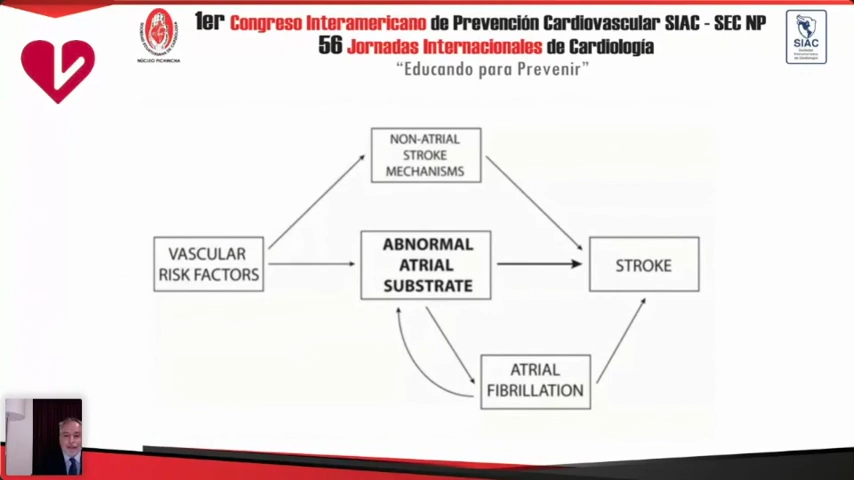 1er Congreso Interamericano de Prevención Cardiovascular SIAC - SEC NP
56 Jornadas Internacionales de Cardiología
“Educando para Prevenir”
NÚCLEO PICHINCHA
SIAC
NON-ATRIAL
STROKE
MECHANISMS
VASCULAR
RISK FACTORS
ABNORMAL
ATRIAL
SUBSTRATE
STROKE
ATRIAL
FIBRILLATION